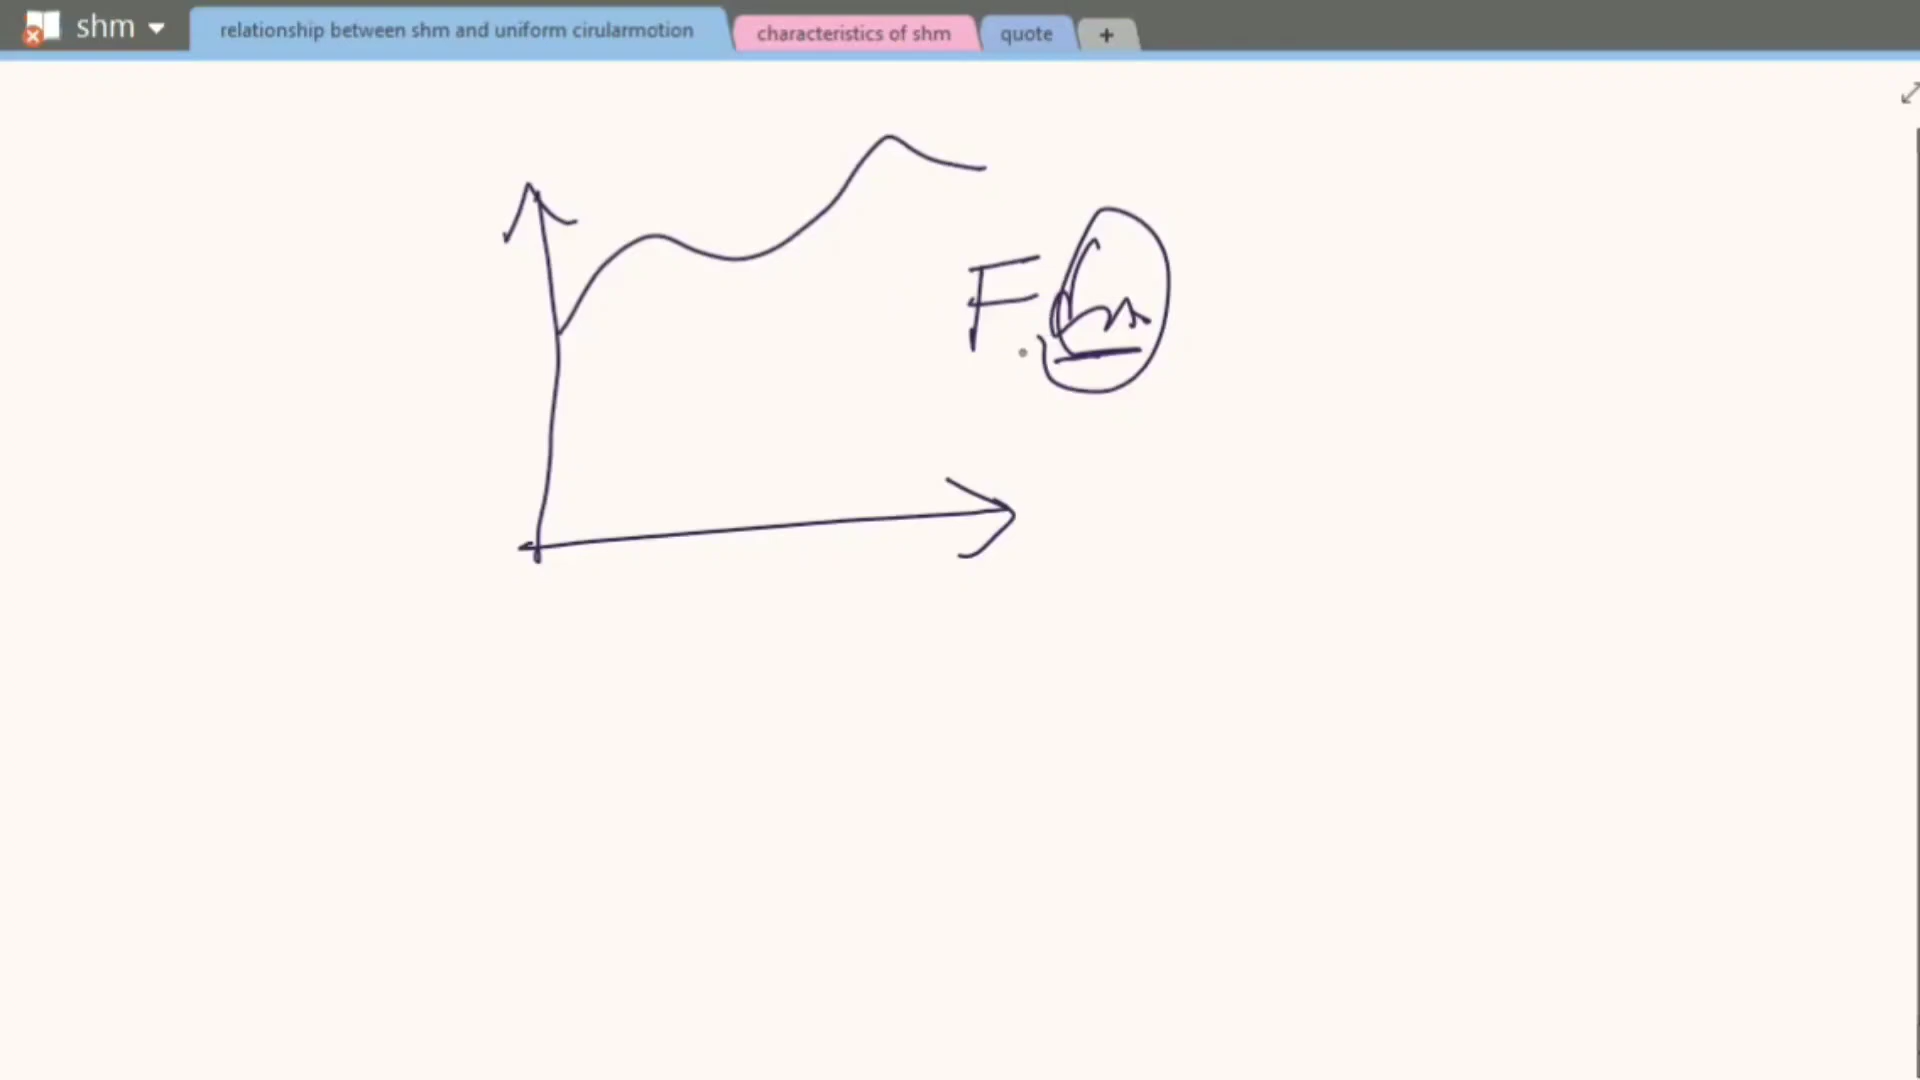 shm
relationship between shm and uniform cirularmotion
characteristics of shm
quote
+
F